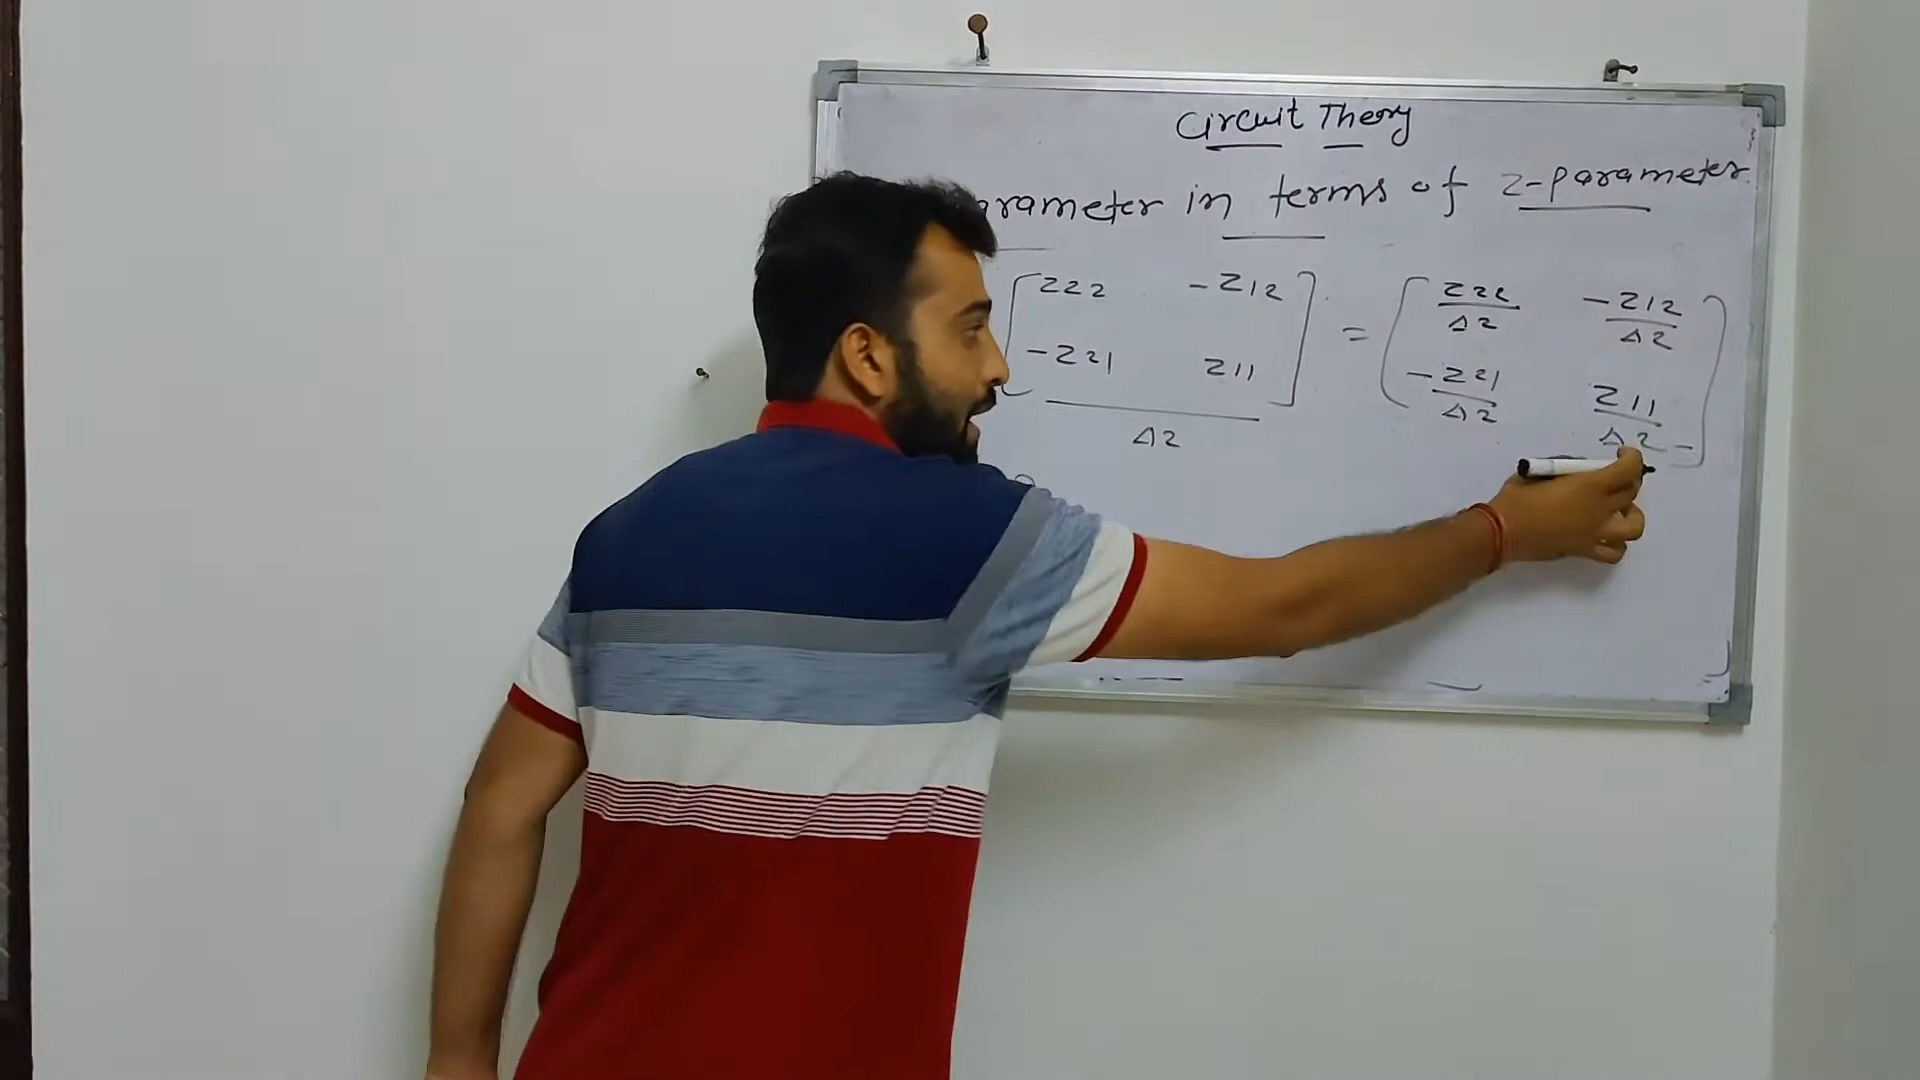 Circuit Theory
arameter in terms of Z-parameter
[Z22 -Z12 = [Z22/ΔZ -Z12/ΔZ
-Z21 Z11] -Z21/ΔZ Z11/ΔZ]
ΔZ